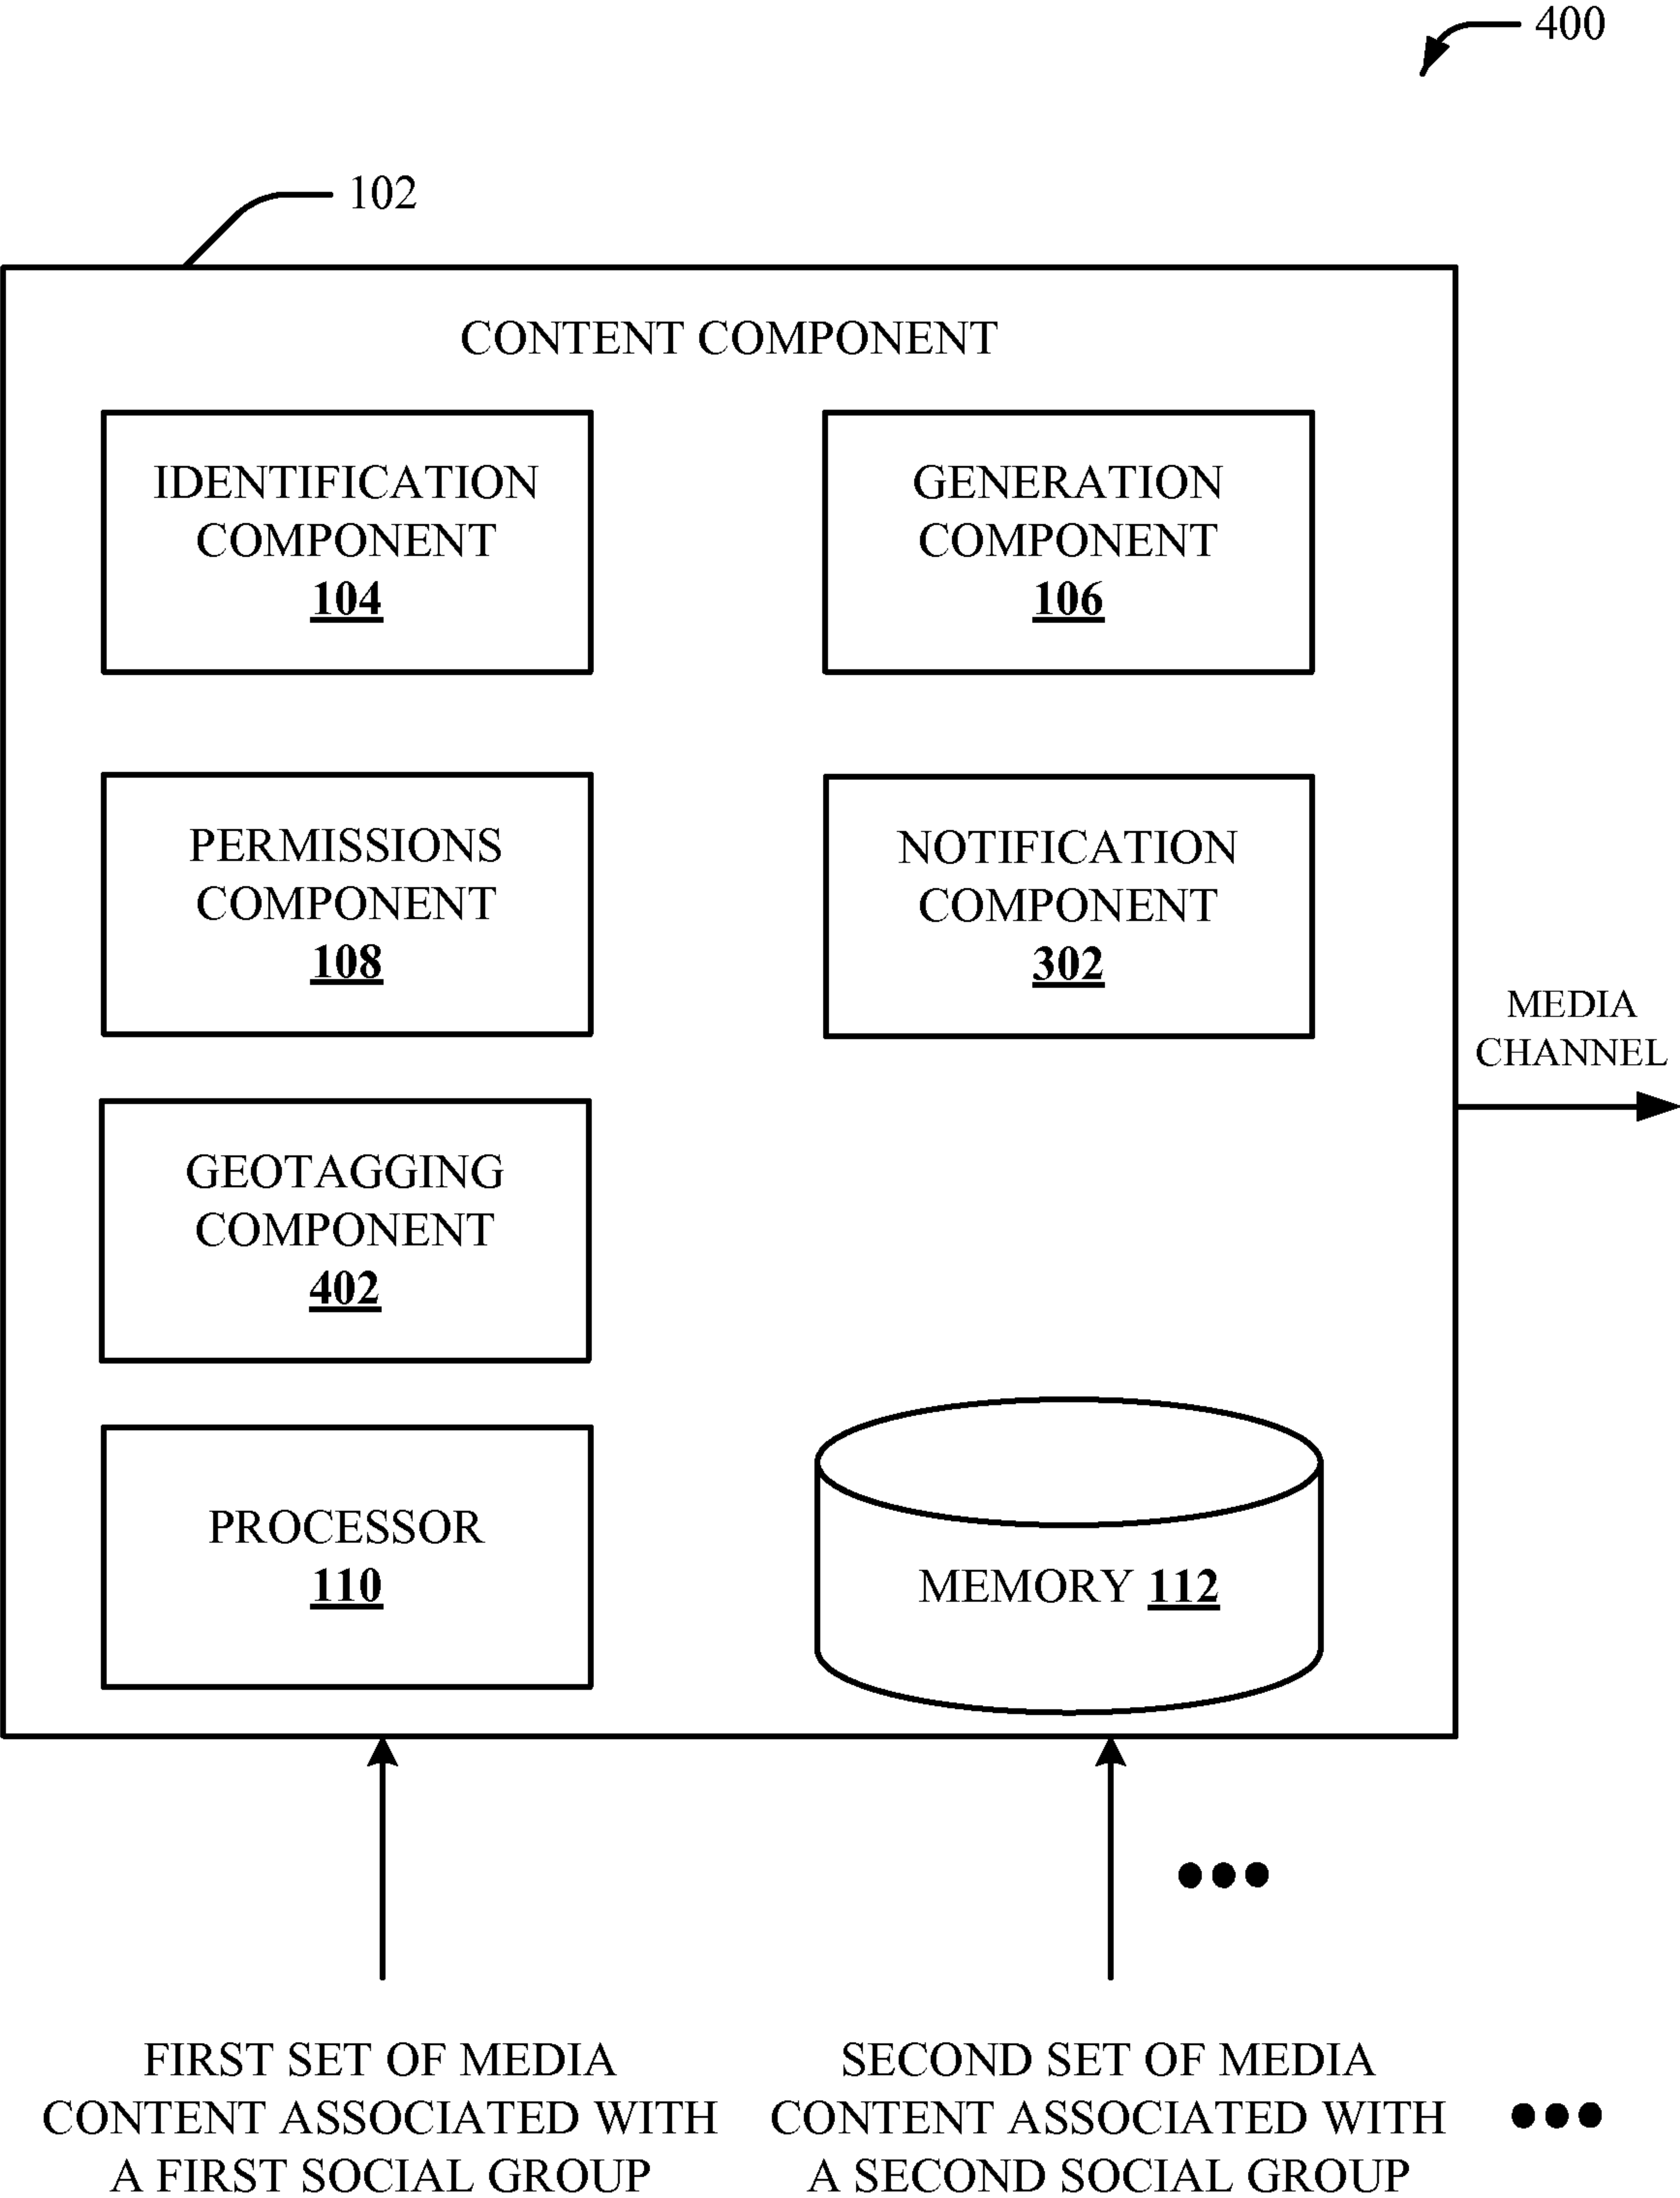 400
102
CONTENT COMPONENT
IDENTIFICATION
COMPONENT
104
GENERATION
COMPONENT
106
PERMISSIONS
COMPONENT
108
NOTIFICATION
COMPONENT
302
MEDIA
CHANNEL
GEOTAGGING
COMPONENT
402
PROCESSOR
110
MEMORY 112
FIRST SET OF MEDIA
CONTENT ASSOCIATED WITH
A FIRST SOCIAL GROUP
SECOND SET OF MEDIA
CONTENT ASSOCIATED WITH
A SECOND SOCIAL GROUP